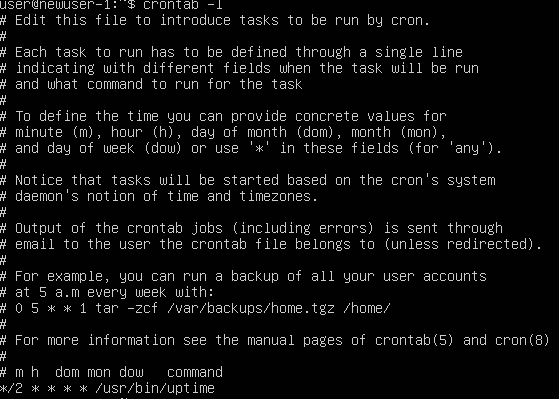 user@newuser-1:~$ crontab -l
# Edit this file to introduce tasks to be run by cron.
#
# Each task to run has to be defined through a single line
# indicating with different fields when the task will be run
# and what command to run for the task
#
# To define the time you can provide concrete values for
# minute (m), hour (h), day of month (dom), month (mon),
# and day of week (dow) or use '*' in these fields (for 'any').
#
# Notice that tasks will be started based on the cron's system
# daemon's notion of time and timezones.
#
# Output of the crontab jobs (including errors) is sent through
# email to the user the crontab file belongs to (unless redirected).
#
# For example, you can run a backup of all your user accounts
# at 5 a.m every week with:
# 0 5 * * 1 tar -zcf /var/backups/home.tgz /home/
#
# For more information see the manual pages of crontab(5) and cron(8)
#
# m h  dom mon dow   command
*/2 * * * * /usr/bin/uptime